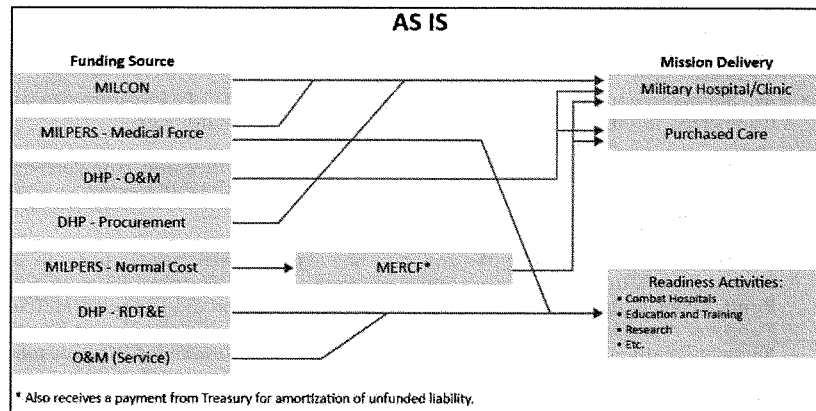 AS IS
Funding Source
Mission Delivery
MILCON
Military Hospital/Clinic
MILPERS - Medical Force
Purchased Care
DHP - O&M
DHP - Procurement
MILPERS - Normal Cost
MERCF*
Readiness Activities:
• Combat Hospitals
• Education and Training
• Research
• Etc.
DHP - RDT&E
O&M (Service)
* Also receives a payment from Treasury for amortization of unfunded liability.